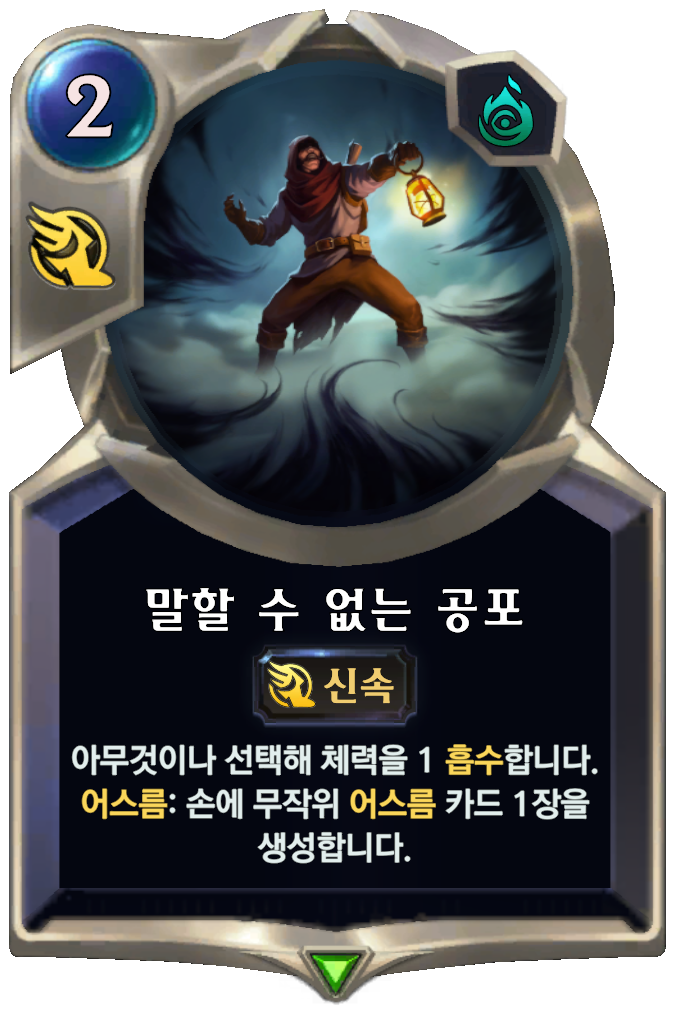 2
말할 수 없는 공포
신속
아무것이나 선택해 체력을 1 흡수합니다.
어스름: 손에 무작위 어스름 카드 1장을
생성합니다.